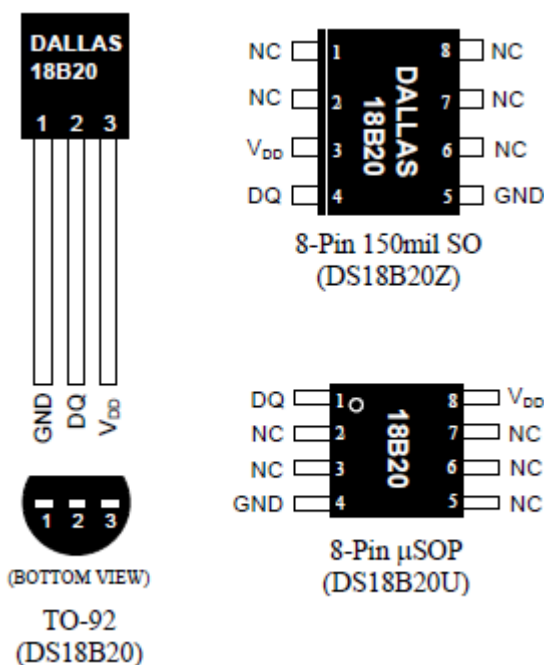 DALLAS
18B20
1 2 3
GND DQ VDD
1 2 3
(BOTTOM VIEW)
TO-92
(DS18B20)
NC 1 8 NC
NC 2 7 NC
VDD 3 6 NC
DQ 4 5 GND
DALLAS
18B20
8-Pin 150mil SO
(DS18B20Z)
DQ 1 8 VDD
NC 2 7 NC
NC 3 6 NC
GND 4 5 NC
18B20
8-Pin μSOP
(DS18B20U)